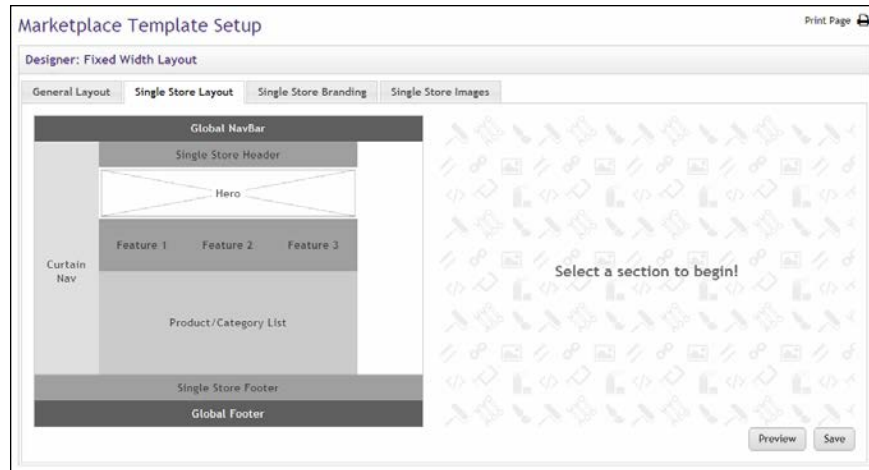 Marketplace Template Setup
Print Page
Designer: Fixed Width Layout
General Layout
Single Store Layout
Single Store Branding
Single Store Images
Global NavBar
Single Store Header
Hero
Feature 1
Feature 2
Feature 3
Curtain
Nav
Product/Category List
Single Store Footer
Global Footer
Select a section to begin!
Preview
Save